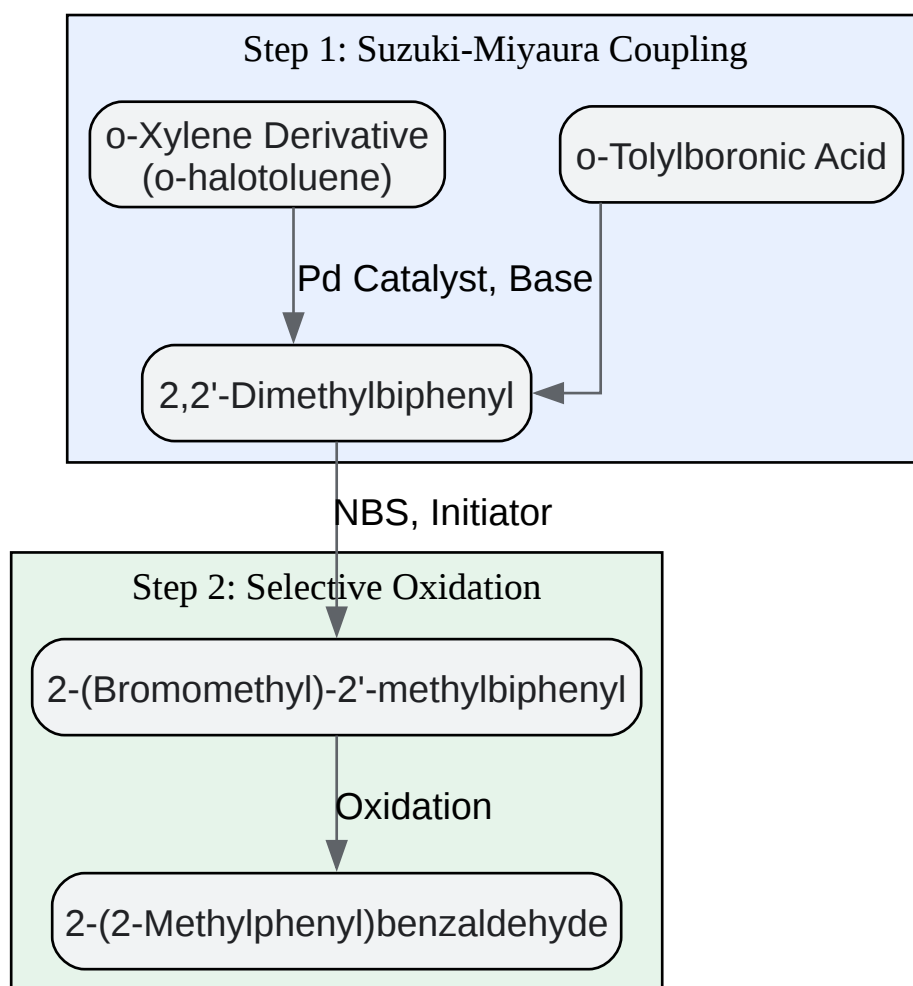 Step 1: Suzuki-Miyaura Coupling
o-Xylene Derivative
(o-halotoluene)
o-Tolylboronic Acid
Pd Catalyst, Base
2,2'-Dimethylbiphenyl
NBS, Initiator
Step 2: Selective Oxidation
2-(Bromomethyl)-2'-methylbiphenyl
Oxidation
2-(2-Methylphenyl)benzaldehyde